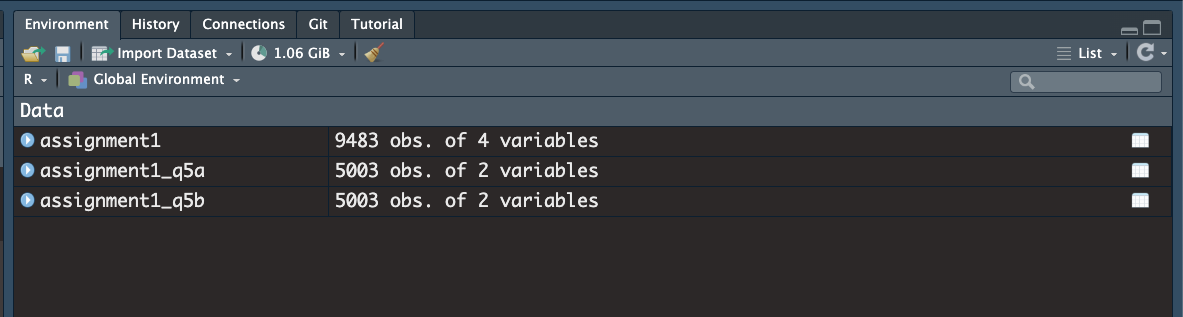 Environment History Connections Git Tutorial
Import Dataset 1.06 GiB List
R Global Environment
Data
assignment1 9483 obs. of 4 variables
assignment1_q5a 5003 obs. of 2 variables
assignment1_q5b 5003 obs. of 2 variables